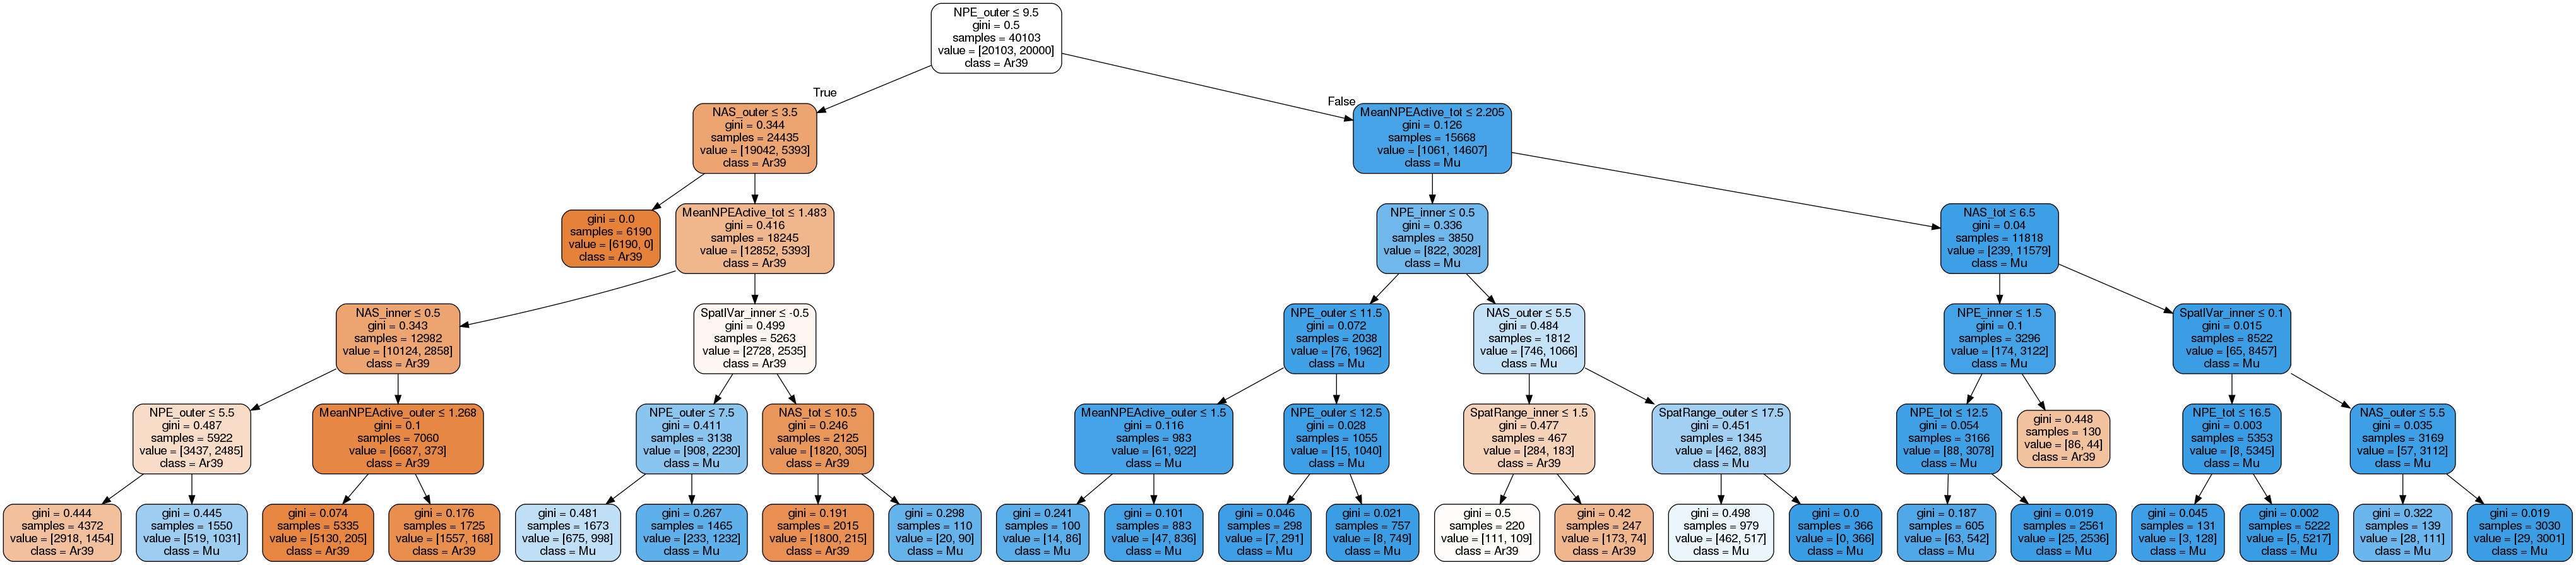 NPE_outer ≤ 9.5
gini = 0.5
samples = 40103
value = [20103, 20000]
class = Ar39
True
False
NAS_outer ≤ 3.5
gini = 0.344
samples = 24435
value = [19042, 5393]
class = Ar39
MeanNPEActive_tot ≤ 2.205
gini = 0.126
samples = 15668
value = [1061, 14607]
class = Mu
gini = 0.0
samples = 6190
value = [6190, 0]
class = Ar39
MeanNPEActive_tot ≤ 1.483
gini = 0.416
samples = 18245
value = [12852, 5393]
class = Ar39
NPE_inner ≤ 0.5
gini = 0.336
samples = 3850
value = [822, 3028]
class = Mu
NAS_tot ≤ 6.5
gini = 0.04
samples = 11818
value = [239, 11579]
class = Mu
NAS_inner ≤ 0.5
gini = 0.343
samples = 12982
value = [10124, 2858]
class = Ar39
SpatlVar_inner ≤ -0.5
gini = 0.499
samples = 5263
value = [2728, 2535]
class = Ar39
NPE_outer ≤ 11.5
gini = 0.072
samples = 2038
value = [76, 1962]
class = Mu
NAS_outer ≤ 5.5
gini = 0.484
samples = 1812
value = [746, 1066]
class = Mu
NPE_inner ≤ 1.5
gini = 0.1
samples = 3296
value = [174, 3122]
class = Mu
SpatlVar_inner ≤ 0.1
gini = 0.015
samples = 8522
value = [65, 8457]
class = Mu
NPE_outer ≤ 5.5
gini = 0.487
samples = 5922
value = [3437, 2485]
class = Ar39
MeanNPEActive_outer ≤ 1.268
gini = 0.1
samples = 7060
value = [6687, 373]
class = Ar39
NPE_outer ≤ 7.5
gini = 0.411
samples = 3138
value = [908, 2230]
class = Mu
NAS_tot ≤ 10.5
gini = 0.246
samples = 2125
value = [1820, 305]
class = Ar39
MeanNPEActive_outer ≤ 1.5
gini = 0.116
samples = 983
value = [61, 922]
class = Mu
NPE_outer ≤ 12.5
gini = 0.028
samples = 1055
value = [15, 1040]
class = Mu
SpatRange_inner ≤ 1.5
gini = 0.477
samples = 467
value = [284, 183]
class = Ar39
SpatRange_outer ≤ 17.5
gini = 0.451
samples = 1345
value = [462, 883]
class = Mu
NPE_tot ≤ 12.5
gini = 0.054
samples = 3166
value = [88, 3078]
class = Mu
gini = 0.448
samples = 130
value = [86, 44]
class = Ar39
NPE_tot ≤ 16.5
gini = 0.003
samples = 5353
value = [8, 5345]
class = Mu
NAS_outer ≤ 5.5
gini = 0.035
samples = 3169
value = [57, 3112]
class = Mu
gini = 0.444
samples = 4372
value = [2918, 1454]
class = Ar39
gini = 0.445
samples = 1550
value = [519, 1031]
class = Mu
gini = 0.074
samples = 5335
value = [5130, 205]
class = Ar39
gini = 0.176
samples = 1725
value = [1557, 168]
class = Ar39
gini = 0.481
samples = 1673
value = [675, 998]
class = Mu
gini = 0.267
samples = 1465
value = [233, 1232]
class = Mu
gini = 0.191
samples = 2015
value = [1800, 215]
class = Ar39
gini = 0.298
samples = 110
value = [20, 90]
class = Mu
gini = 0.241
samples = 100
value = [14, 86]
class = Mu
gini = 0.101
samples = 883
value = [47, 836]
class = Mu
gini = 0.046
samples = 298
value = [7, 291]
class = Mu
gini = 0.021
samples = 757
value = [8, 749]
class = Mu
gini = 0.5
samples = 220
value = [111, 109]
class = Ar39
gini = 0.42
samples = 247
value = [173, 74]
class = Ar39
gini = 0.498
samples = 979
value = [462, 517]
class = Mu
gini = 0.0
samples = 366
value = [0, 366]
class = Mu
gini = 0.187
samples = 605
value = [63, 542]
class = Mu
gini = 0.019
samples = 2561
value = [25, 2536]
class = Mu
gini = 0.045
samples = 131
value = [3, 128]
class = Mu
gini = 0.002
samples = 5222
value = [5, 5217]
class = Mu
gini = 0.322
samples = 139
value = [28, 111]
class = Mu
gini = 0.019
samples = 3030
value = [29, 3001]
class = Mu